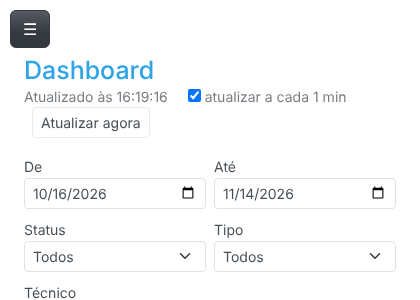 Dashboard
Atualizado às 16:19:16 atualizar a cada 1 min
Atualizar agora
De Até
10/16/2026 11/14/2026
Status Tipo
Todos Todos
Técnico